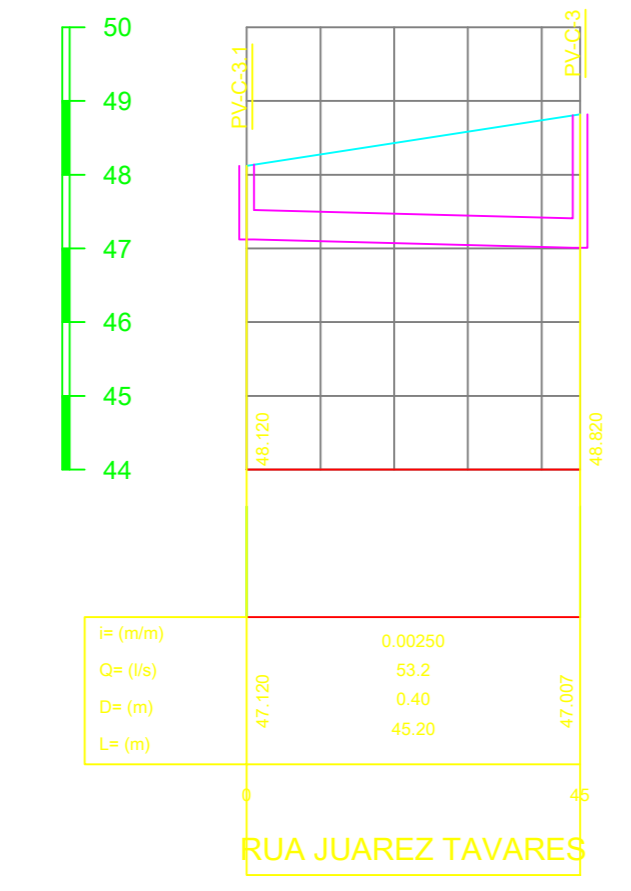 50
49
48
47
46
45
44
PV-C-3.1
PV-C-3
48.120
48.820
i= (m/m)
0.00250
Q= (l/s)
53.2
D= (m)
0.40
L= (m)
45.20
47.120
47.007
0
45
RUA JUAREZ TAVARES